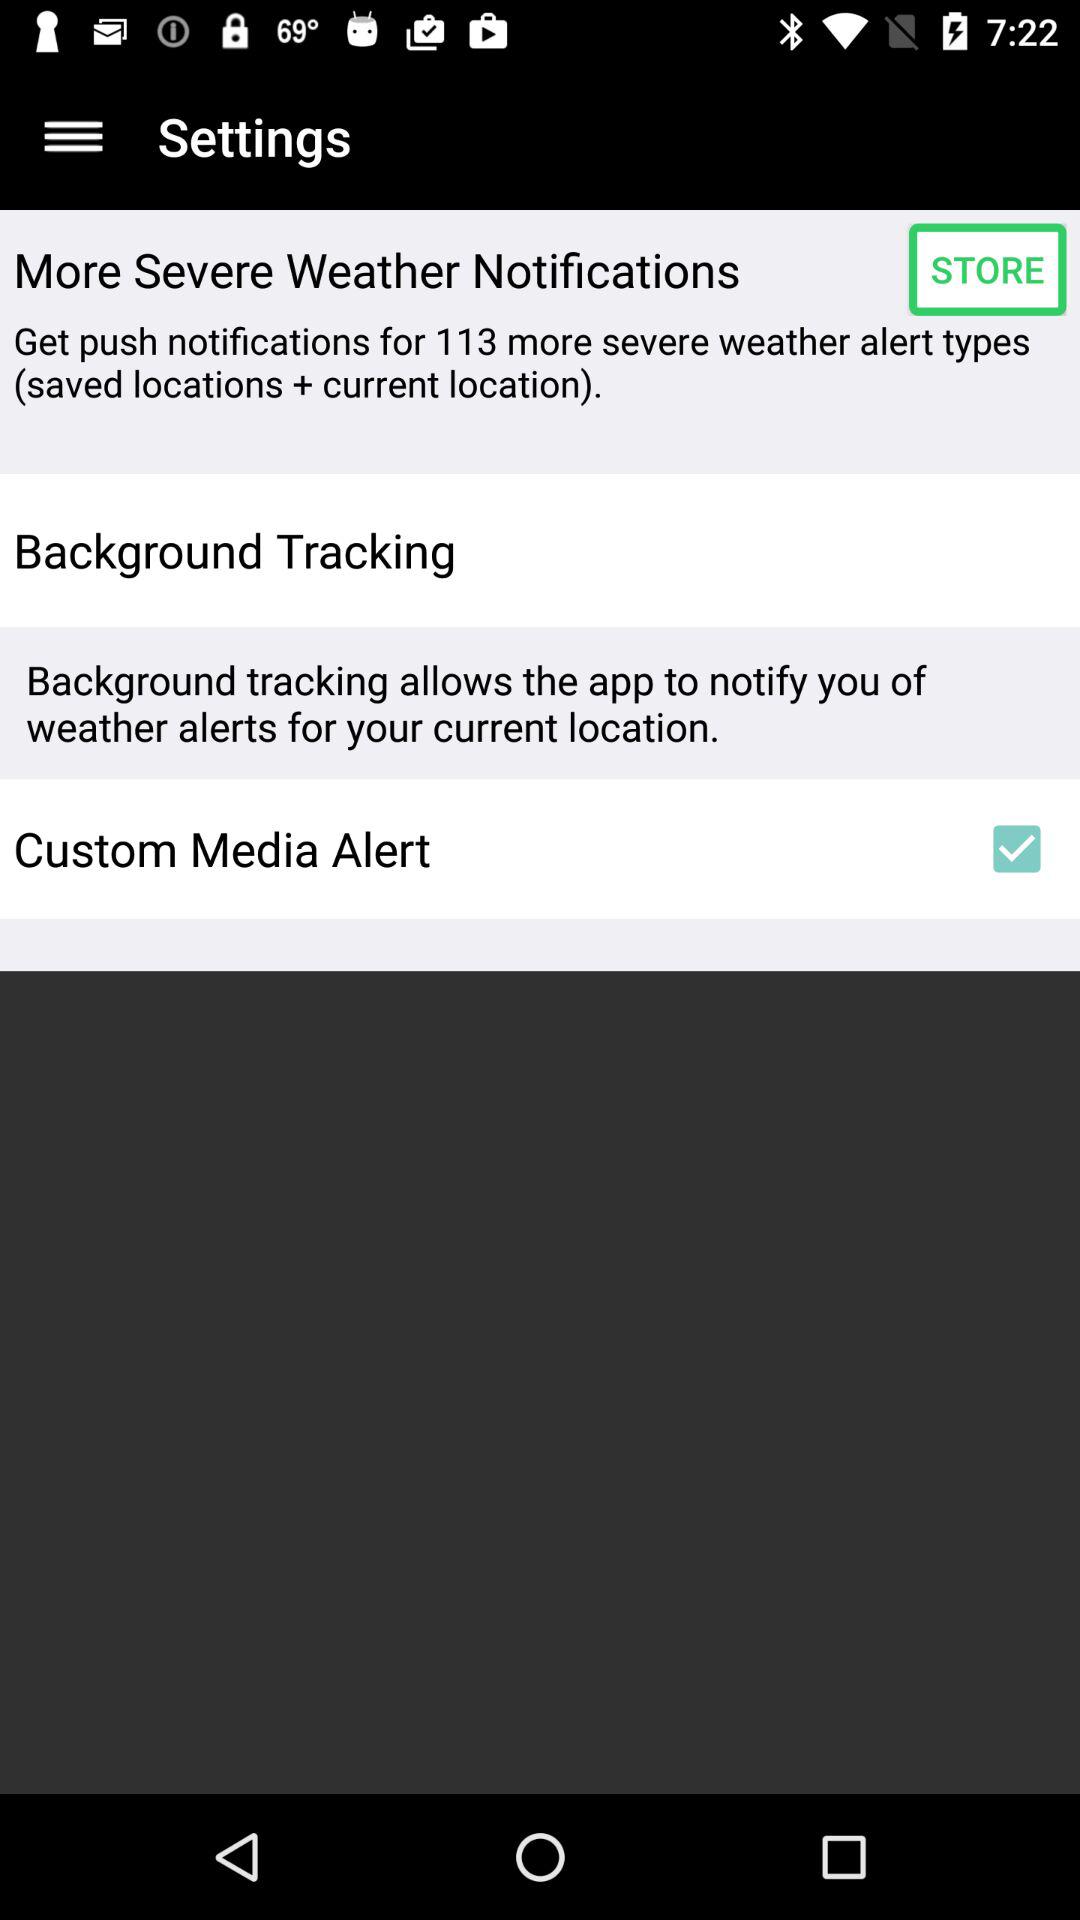 69°
7:22
Settings
More Severe Weather Notifications
STORE
Get push notifications for 113 more severe weather alert types
(saved locations + current location).
Background Tracking
Background tracking allows the app to notify you of
weather alerts for your current location.
Custom Media Alert